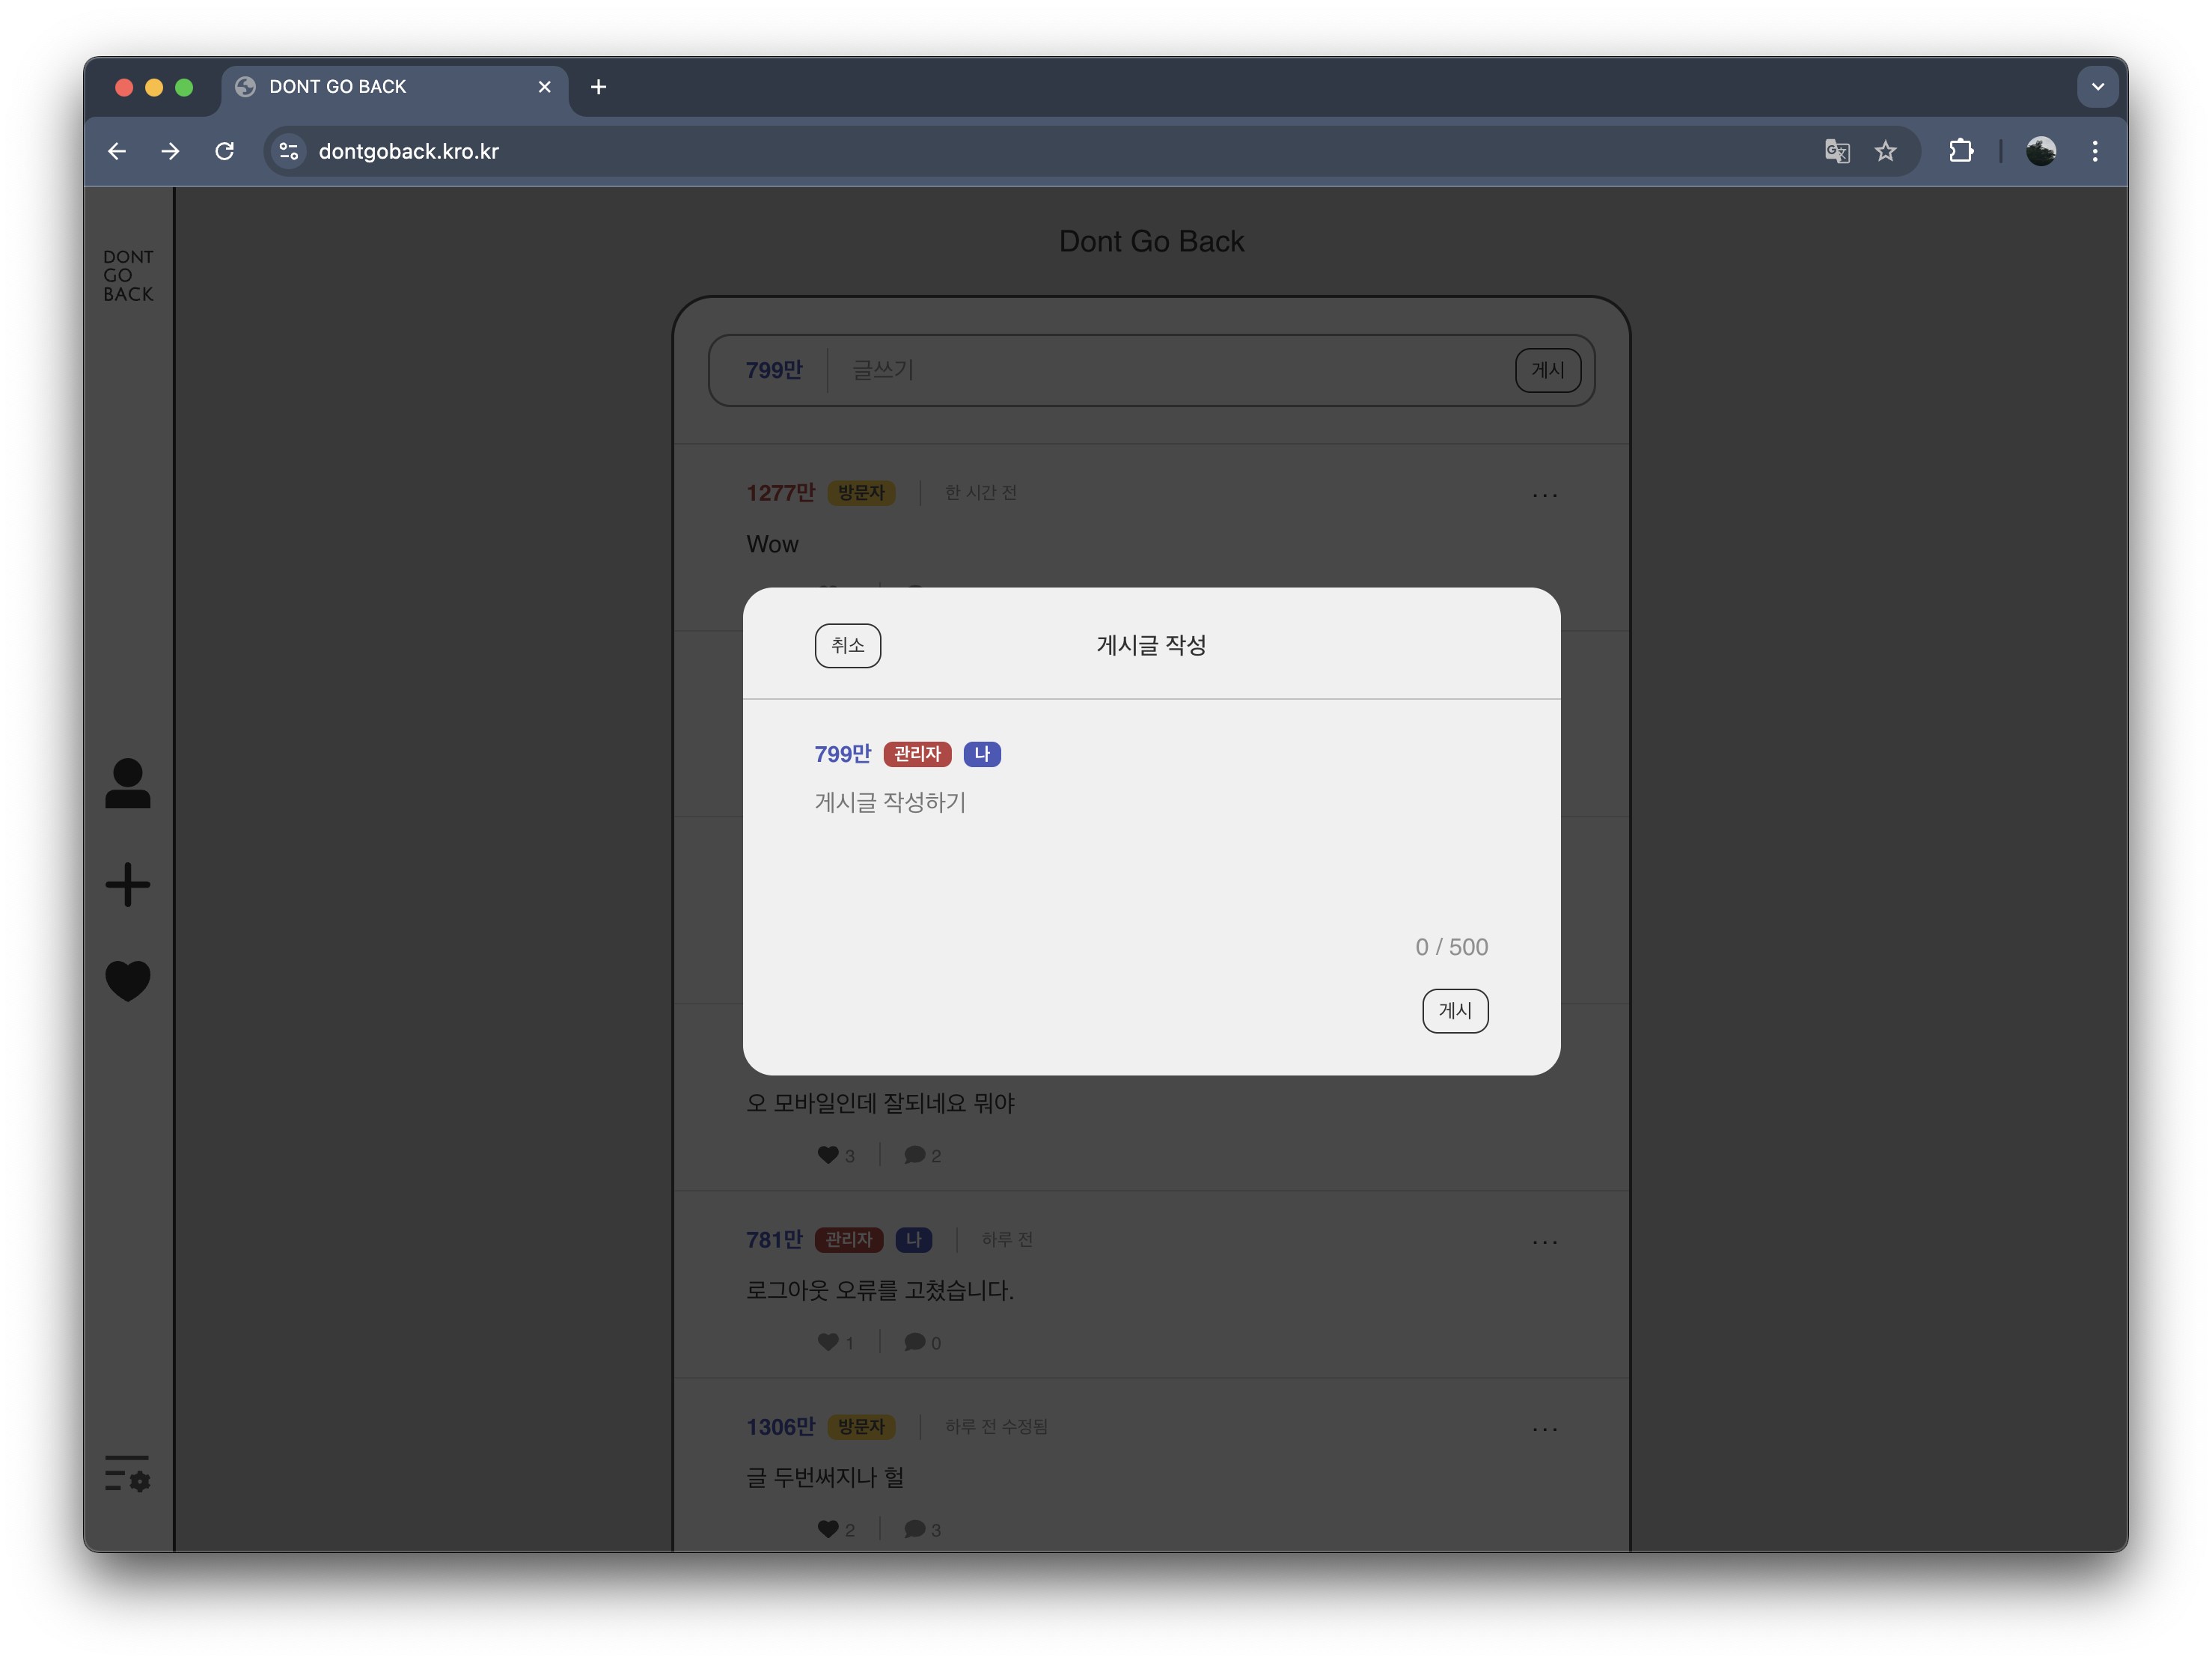 DONT GO BACK
dontgoback.kro.kr
DONT
GO
BACK
Dont Go Back
799만 글쓰기 게시
1277만 방문자 한 시간 전 ...
Wow
취소 게시글 작성
799만 관리자 나
게시글 작성하기
0 / 500
게시
오 모바일인데 잘되네요 뭐야
3 2
781만 관리자 나 하루 전 ...
로그아웃 오류를 고쳤습니다.
1 0
1306만 방문자 하루 전 수정됨 ...
글 두번써지나 헐
2 3